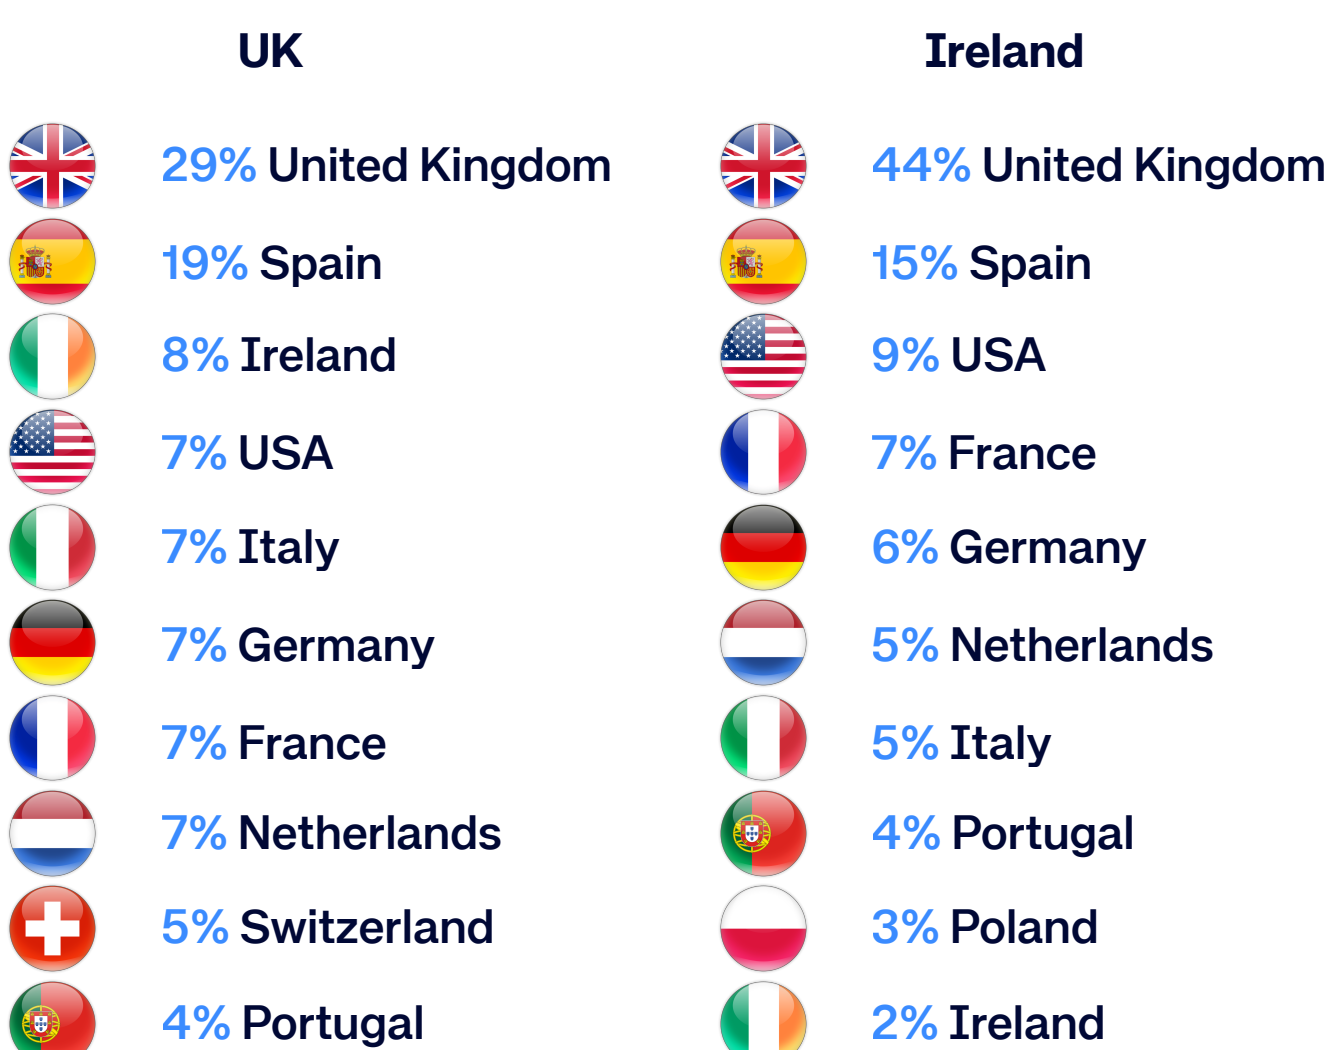 UK
29% United Kingdom
19% Spain
8% Ireland
7% USA
7% Italy
7% Germany
7% France
7% Netherlands
5% Switzerland
4% Portugal
Ireland
44% United Kingdom
15% Spain
9% USA
7% France
6% Germany
5% Netherlands
5% Italy
4% Portugal
3% Poland
2% Ireland